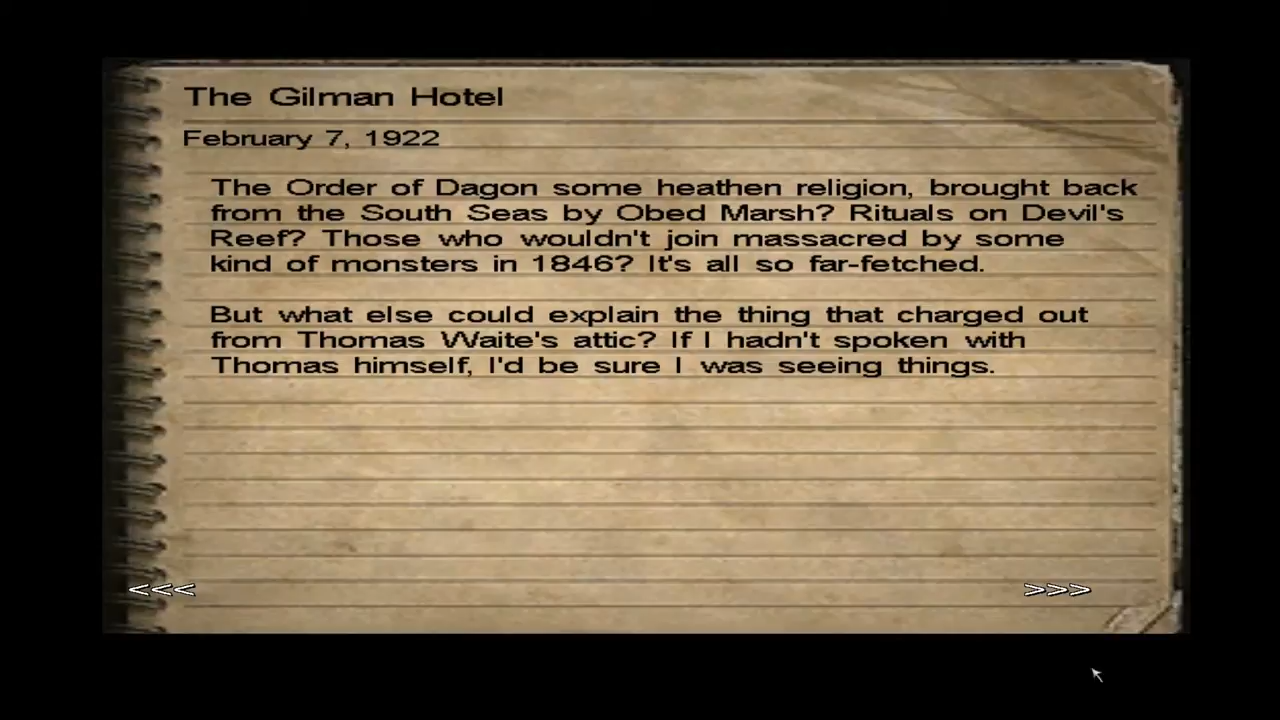 The Gilman Hotel
February 7, 1922
The Order of Dagon some heathen religion, brought back
from the South Seas by Obed Marsh? Rituals on Devil's
Reef? Those who wouldn't join massacred by some
kind of monsters in 1846? It's all so far-fetched.
But what else could explain the thing that charged out
from Thomas Waite's attic? If I hadn't spoken with
Thomas himself, I'd be sure I was seeing things.
<<< >>>